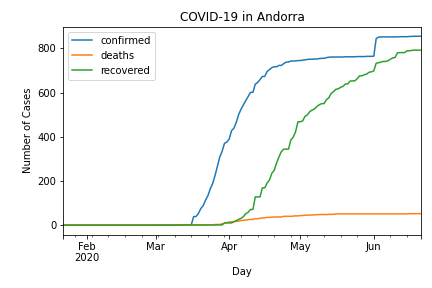 COVID-19 in Andorra
confirmed
deaths
recovered
Number of Cases
800
600
400
200
0
Feb
2020
Mar
Apr
May
Jun
Day